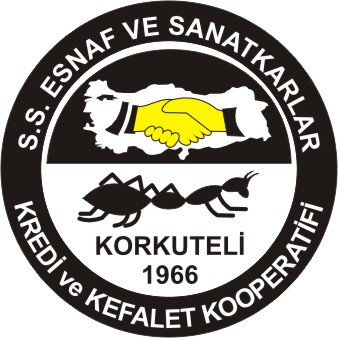 S.S. ESNAF VE SANATKARLAR
KORKUTELİ
1966
KREDİ ve KEFALET KOOPERATİFİ